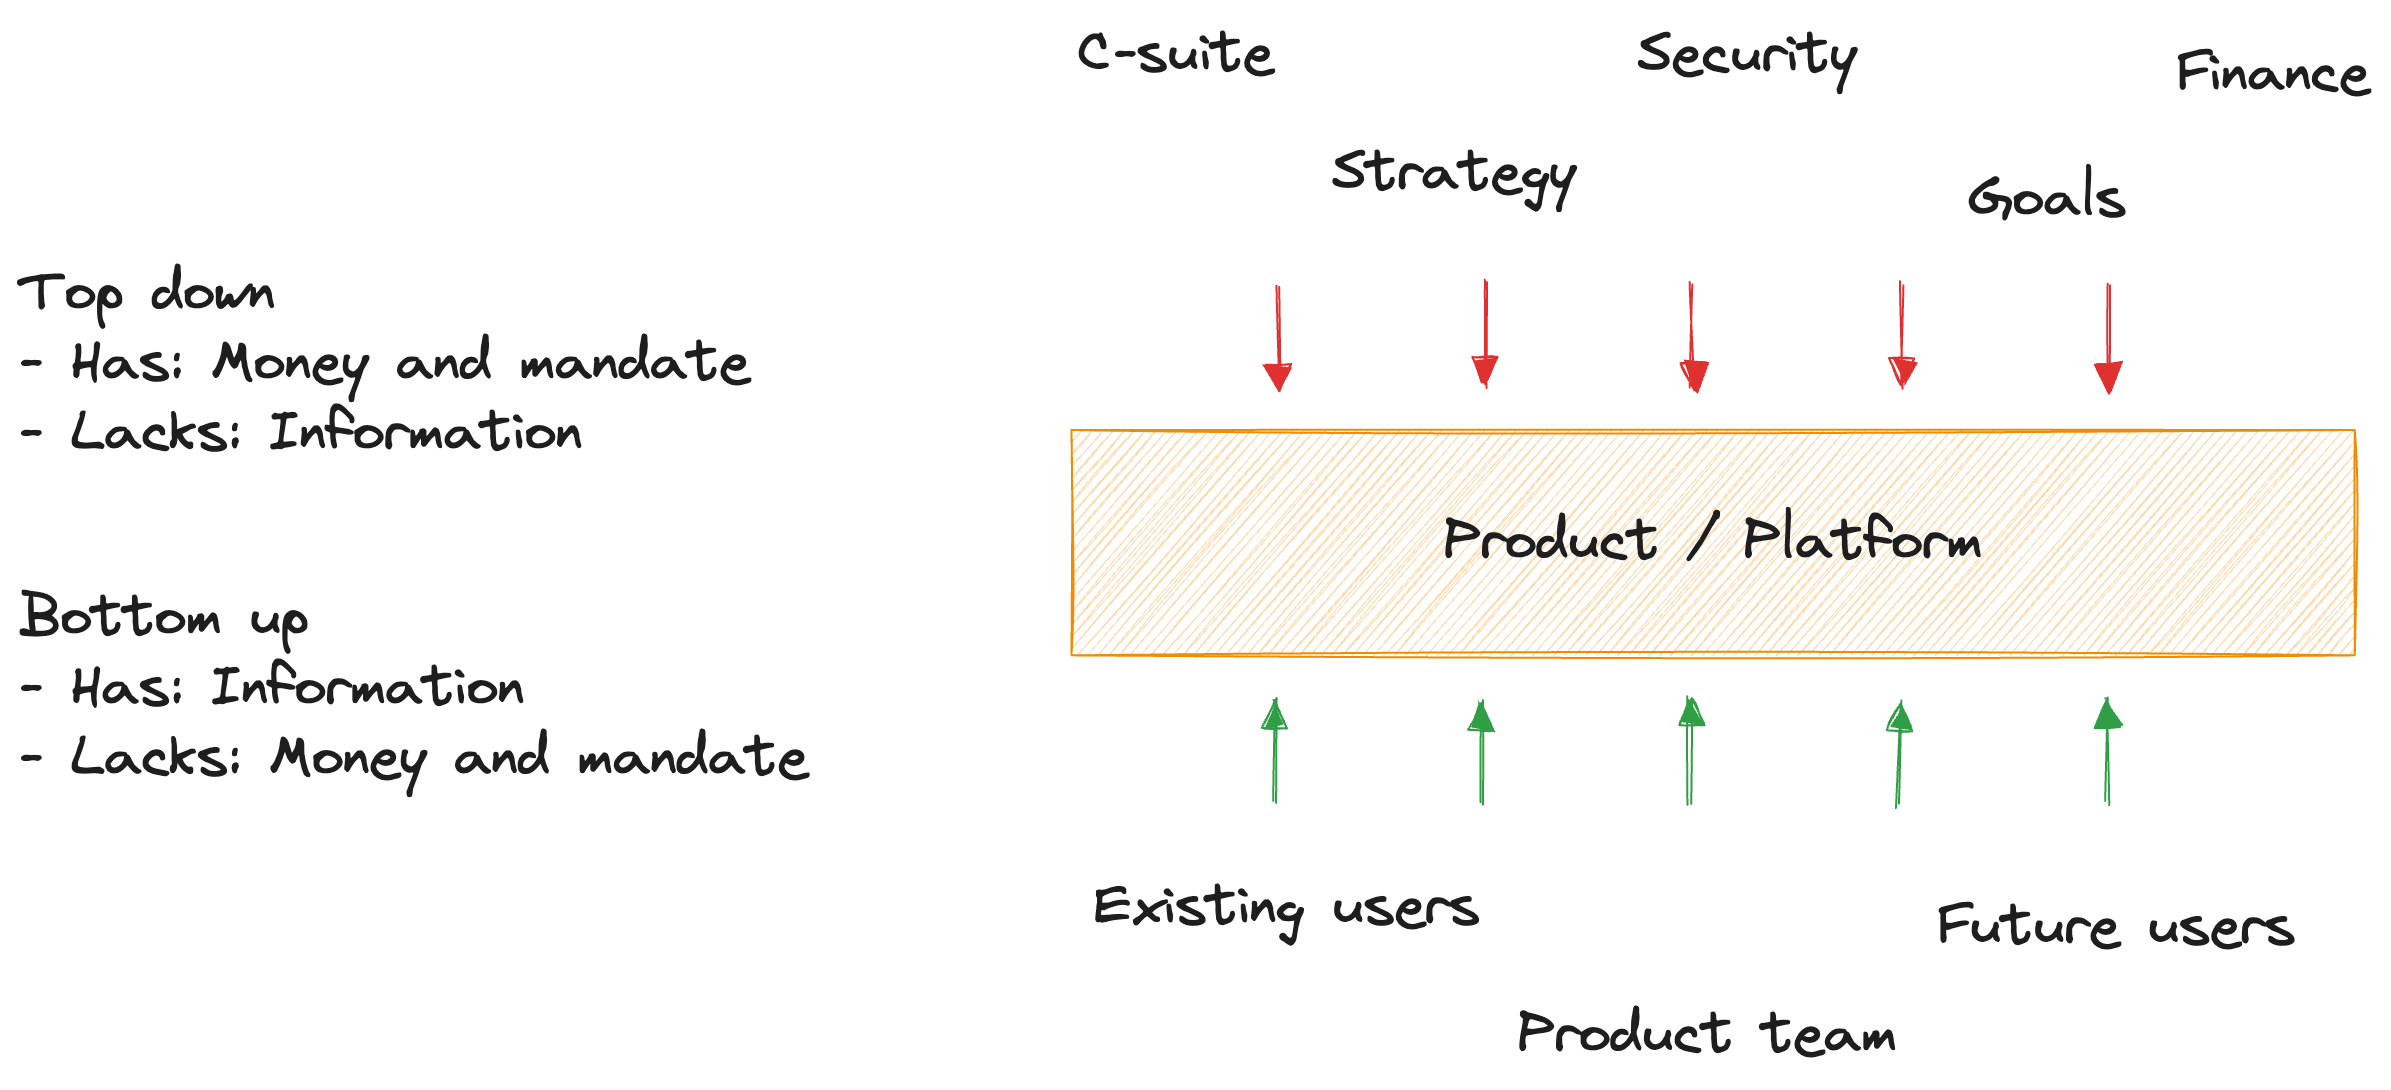 C-suite
Security
Finance
Strategy
Goals
Top down
- Has: Money and mandate
- Lacks: Information
Product / Platform
Bottom up
- Has: Information
- Lacks: Money and mandate
Existing users
Future users
Product team